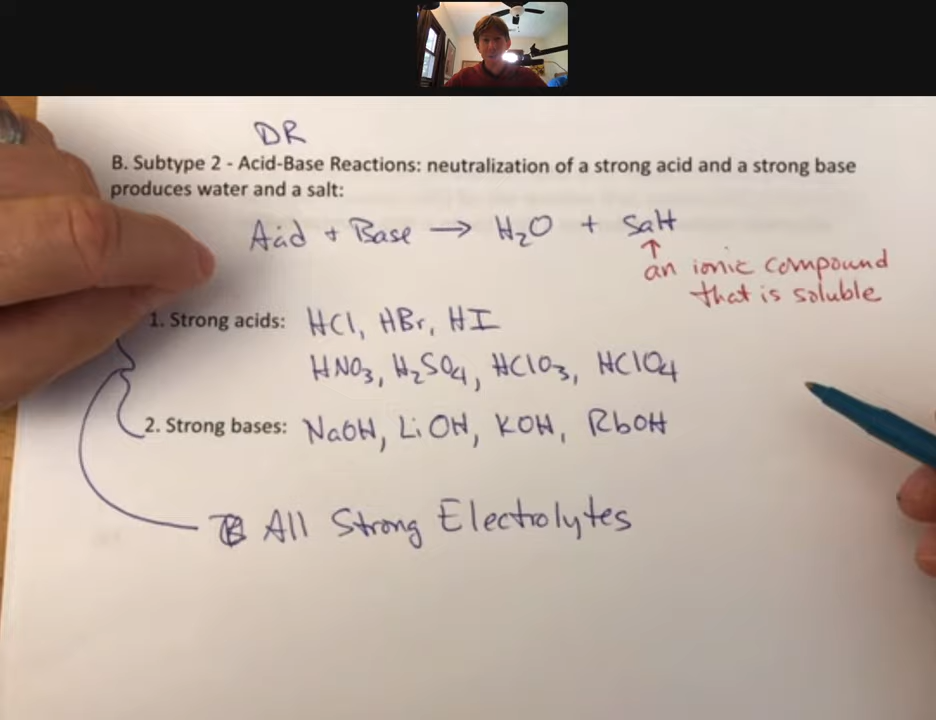 DR
B. Subtype 2 - Acid-Base Reactions: neutralization of a strong acid and a strong base
produces water and a salt:
Acid + Base → H₂O + Salt
↑
an ionic compound
that is soluble
1. Strong acids: HCl, HBr, HI
HNO₃, H₂SO₄, HClO₃, HClO₄
2. Strong bases: NaOH, LiOH, KOH, RbOH
All Strong Electrolytes